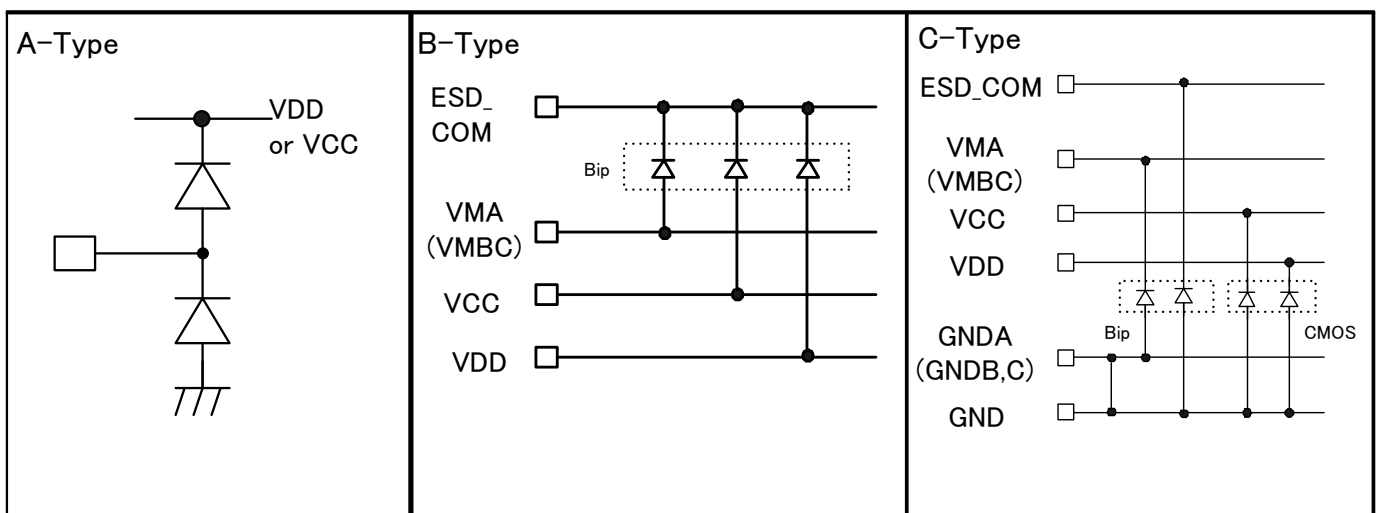 A-Type
VDD
or VCC
B-Type
ESD_
COM
Bip
VMA
(VMBC)
VCC
VDD
C-Type
ESD_COM
VMA
(VMBC)
VCC
VDD
Bip
CMOS
GNDA
(GNDB,C)
GND